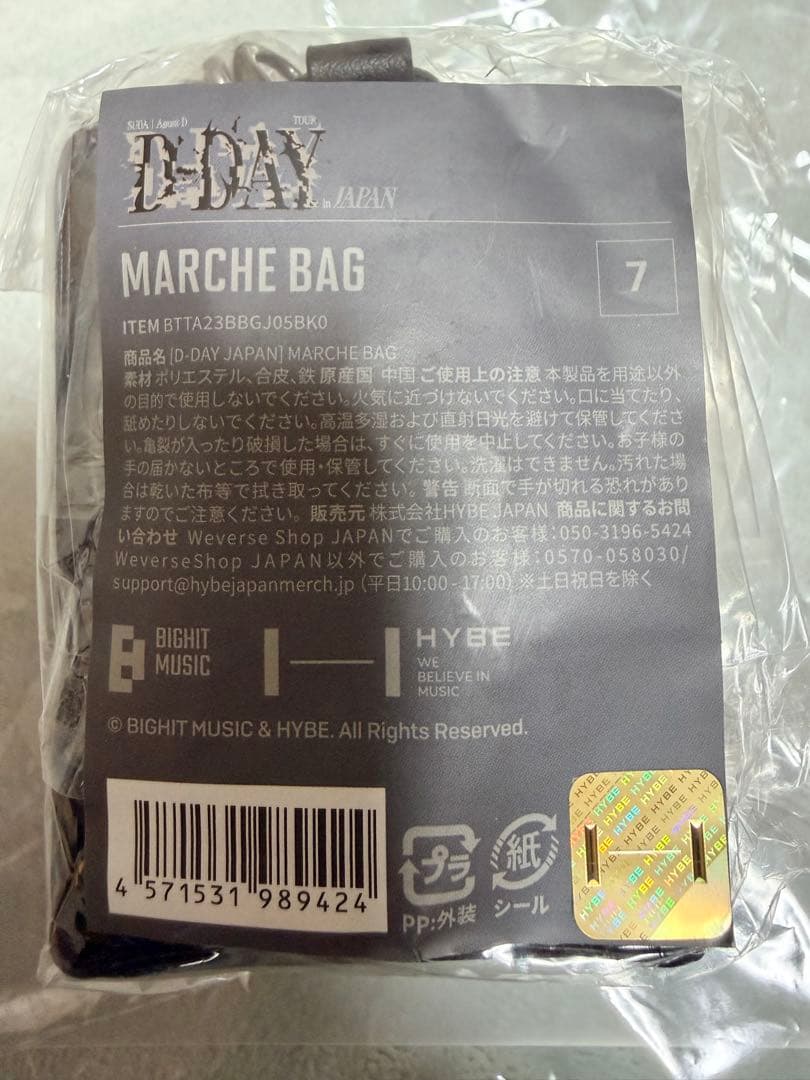 SUGA | Agust D TOUR
D-DAY
in JAPAN
MARCHE BAG
7
ITEM BTTA23BBGJ05BK0
商品名 [D-DAY JAPAN] MARCHE BAG
素材 ポリエステル、合皮、鉄 原産国 中国 ご使用上の注意 本製品を用途以外
の目的で使用しないでください。火気に近づけないでください。口に当てたり、
舐めたりしないでください。高温多湿および直射日光を避けて保管してくださ
い。亀裂が入ったり破損した場合は、すぐに使用を中止してください。お子様の
手の届かないところで使用・保管してください。洗濯はできません。汚れた場
合は乾いた布等で拭き取ってください。 警告 断面で手が切れる恐れがあり
ますのでご注意ください。 販売元 株式会社HYBE JAPAN 商品に関するお問
い合わせ Weverse Shop JAPANでご購入のお客様：050-3196-5424
WeverseShop JAPAN以外でご購入のお客様：0570-058030/
support@hybejapanmerch.jp (平日10:00 - 17:00) ※土日祝日を除く
BIGHIT
MUSIC
HYBE
WE
BELIEVE IN
MUSIC
© BIGHIT MUSIC & HYBE. All Rights Reserved.
4 571531 989424
プラ
PP:外装
紙
シール
HYBE